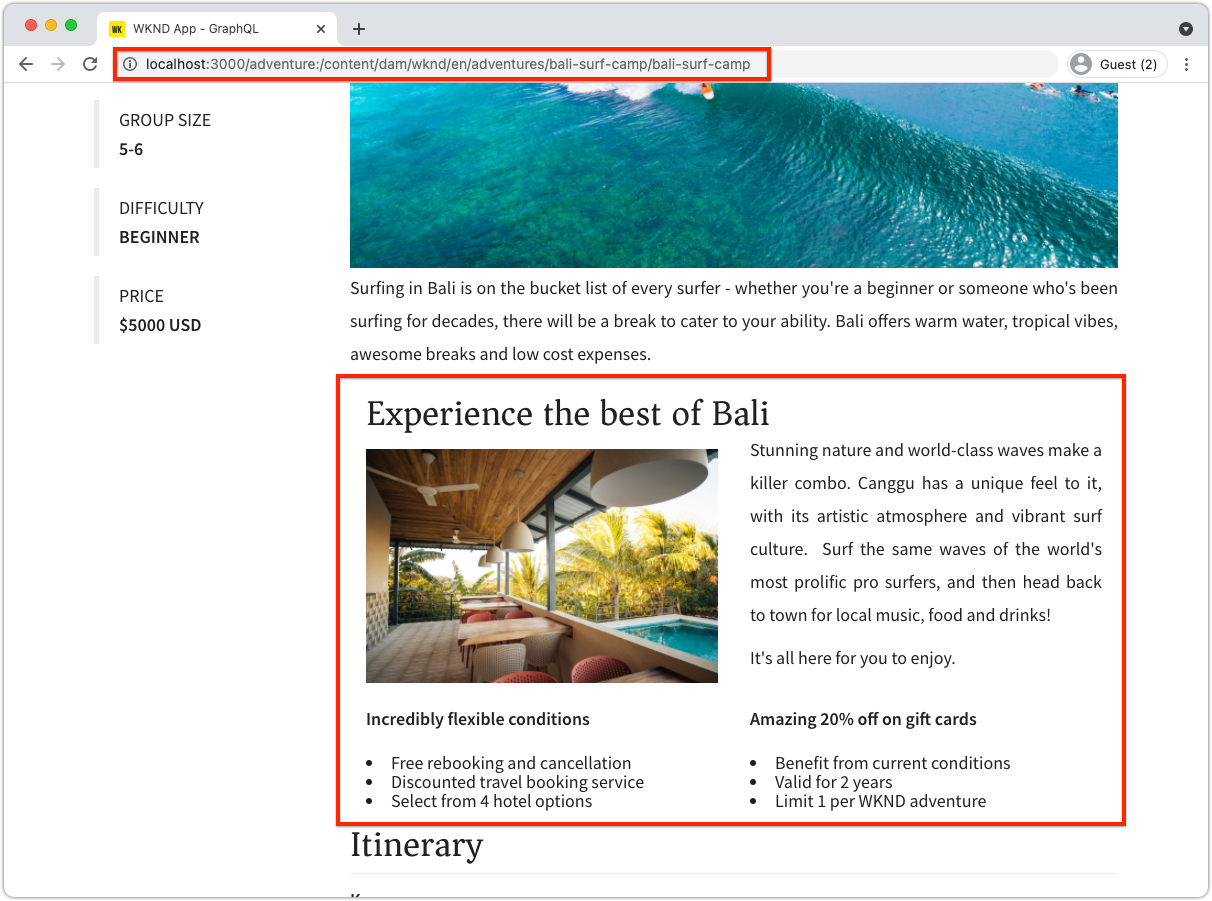 WK WKND App - GraphQL
localhost:3000/adventure:/content/dam/wknd/en/adventures/bali-surf-camp/bali-surf-camp
Guest (2)
GROUP SIZE
5-6
DIFFICULTY
BEGINNER
PRICE
$5000 USD
Surfing in Bali is on the bucket list of every surfer - whether you're a beginner or someone who's been
surfing for decades, there will be a break to cater to your ability. Bali offers warm water, tropical vibes,
awesome breaks and low cost expenses.
Experience the best of Bali
Stunning nature and world-class waves make a
killer combo. Canggu has a unique feel to it,
with its artistic atmosphere and vibrant surf
culture.  Surf the same waves of the world's
most prolific pro surfers, and then head back
to town for local music, food and drinks!
It's all here for you to enjoy.
Incredibly flexible conditions
• Free rebooking and cancellation
• Discounted travel booking service
• Select from 4 hotel options
Amazing 20% off on gift cards
• Benefit from current conditions
• Valid for 2 years
• Limit 1 per WKND adventure
Itinerary